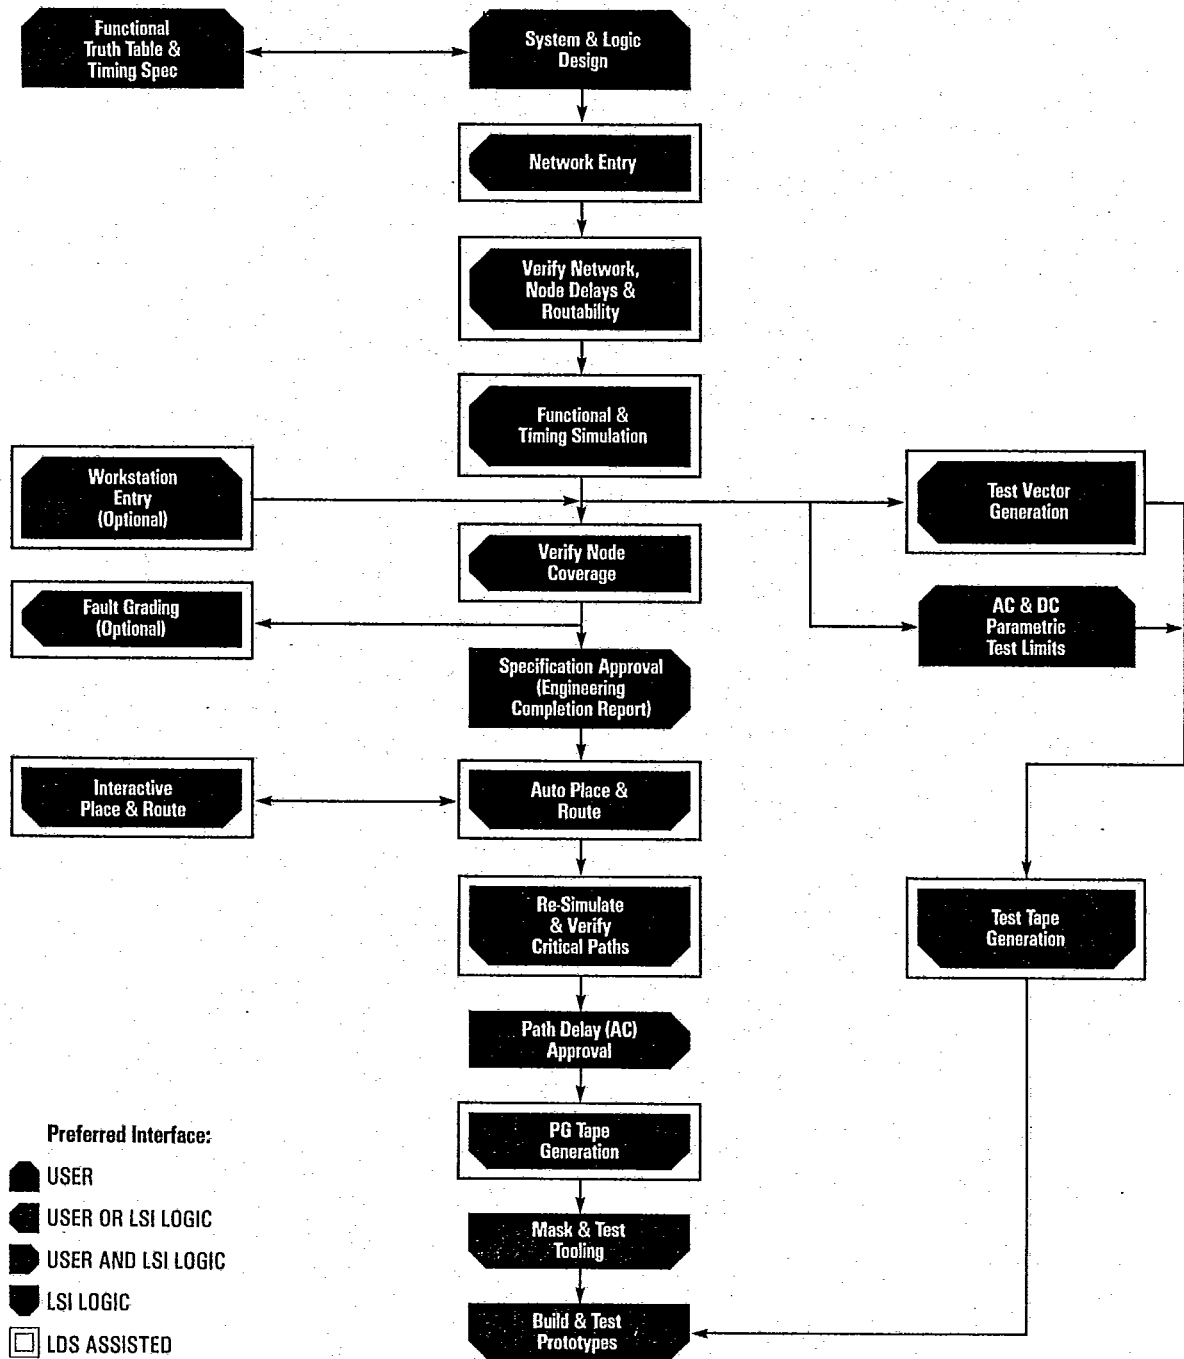 Functional
Truth Table &
Timing Spec
System & Logic
Design
Network Entry
Verify Network,
Node Delays &
Routability
Functional &
Timing Simulation
Workstation
Entry
(Optional)
Test Vector
Generation
Verify Node
Coverage
Fault Grading
(Optional)
AC & DC
Parametric
Test Limits
Specification Approval
(Engineering
Completion Report)
Interactive
Place & Route
Auto Place &
Route
Re-Simulate
& Verify
Critical Paths
Test Tape
Generation
Path Delay (AC)
Approval
PG Tape
Generation
Mask & Test
Tooling
Build & Test
Prototypes
Preferred Interface:
USER
USER OR LSI LOGIC
USER AND LSI LOGIC
LSI LOGIC
LDS ASSISTED